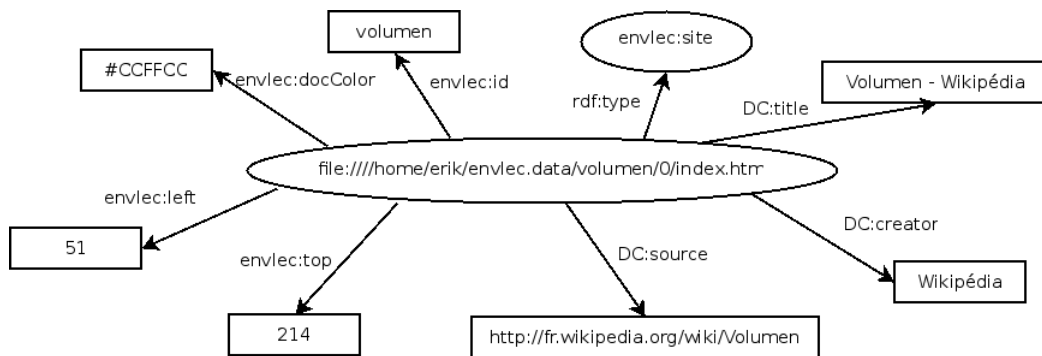 volumen
envlec:site
#CCFFCC
envlec:docColor
envlec:id
rdf:type
Volumen - Wikipédia
DC:title
file:////home/erik/envlec.data/volumen/0/index.htm
envlec:left
DC:creator
51
envlec:top
DC:source
Wikipédia
214
http://fr.wikipedia.org/wiki/Volumen